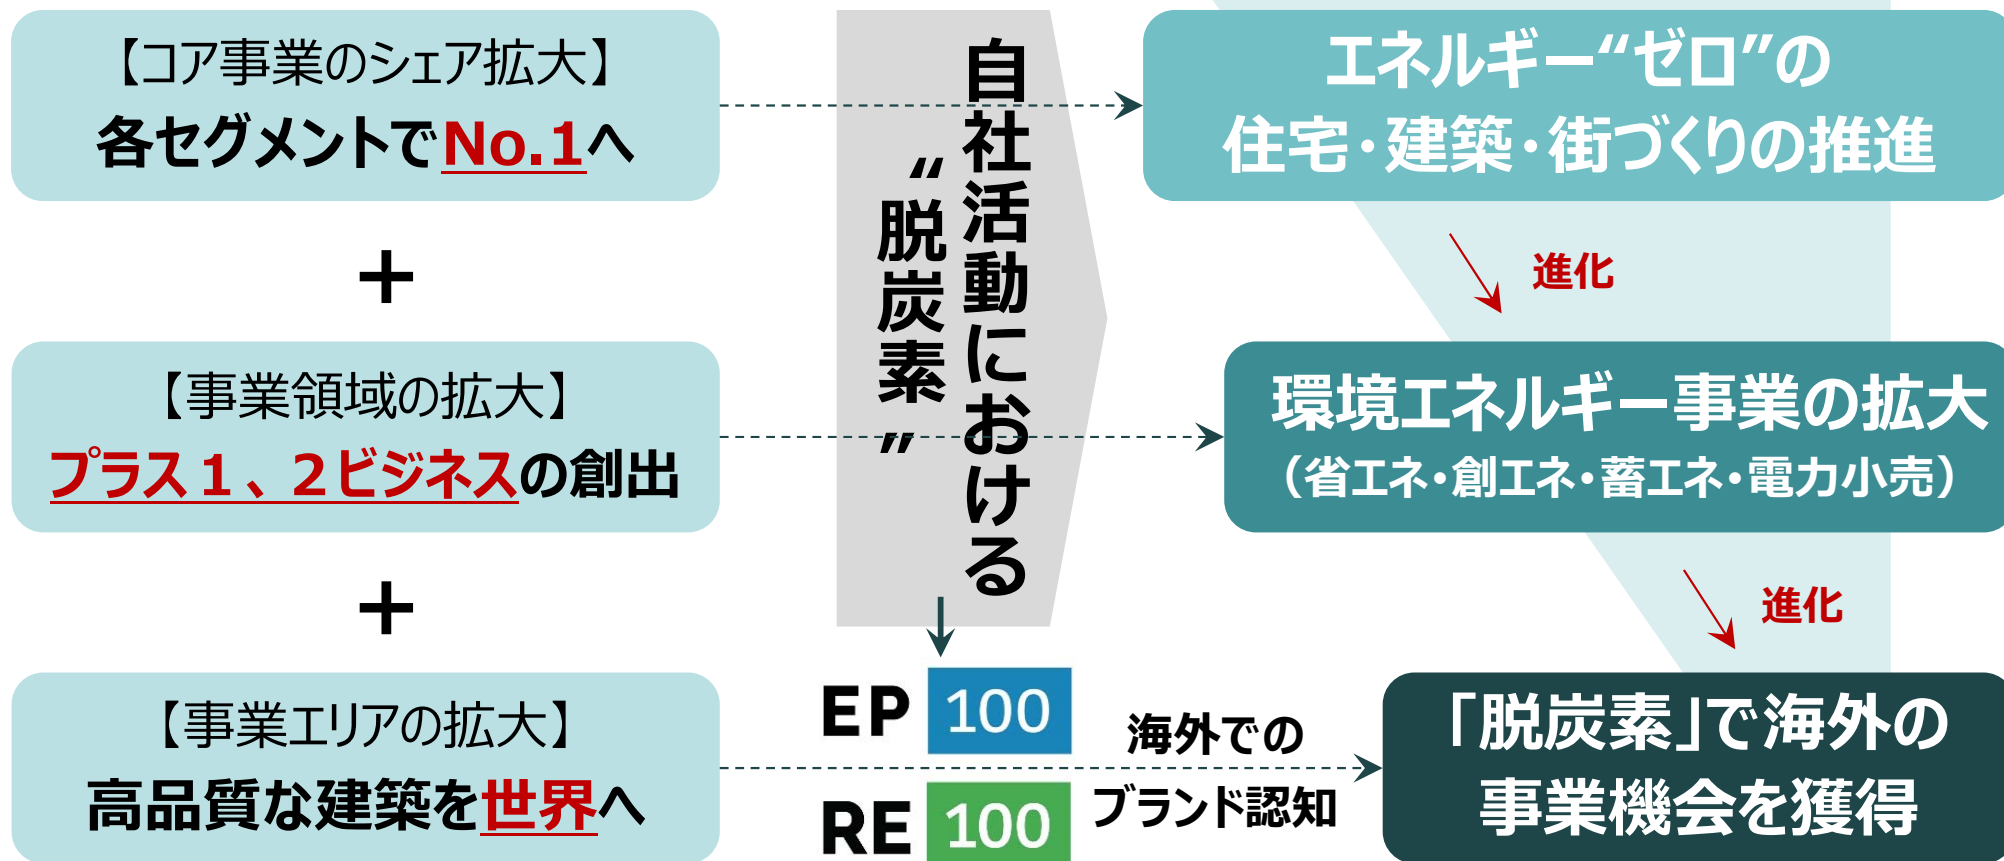 【コア事業のシェア拡大】
各セグメントでNo.1へ
+
【事業領域の拡大】
プラス1、2ビジネスの創出
+
【事業エリアの拡大】
高品質な建築を世界へ
自社活動における
“脱炭素”
EP 100
RE 100
海外での
ブランド認知
エネルギー“ゼロ”の
住宅・建築・街づくりの推進
進化
環境エネルギー事業の拡大
（省エネ・創エネ・蓄エネ・電力小売）
進化
「脱炭素」で海外の
事業機会を獲得